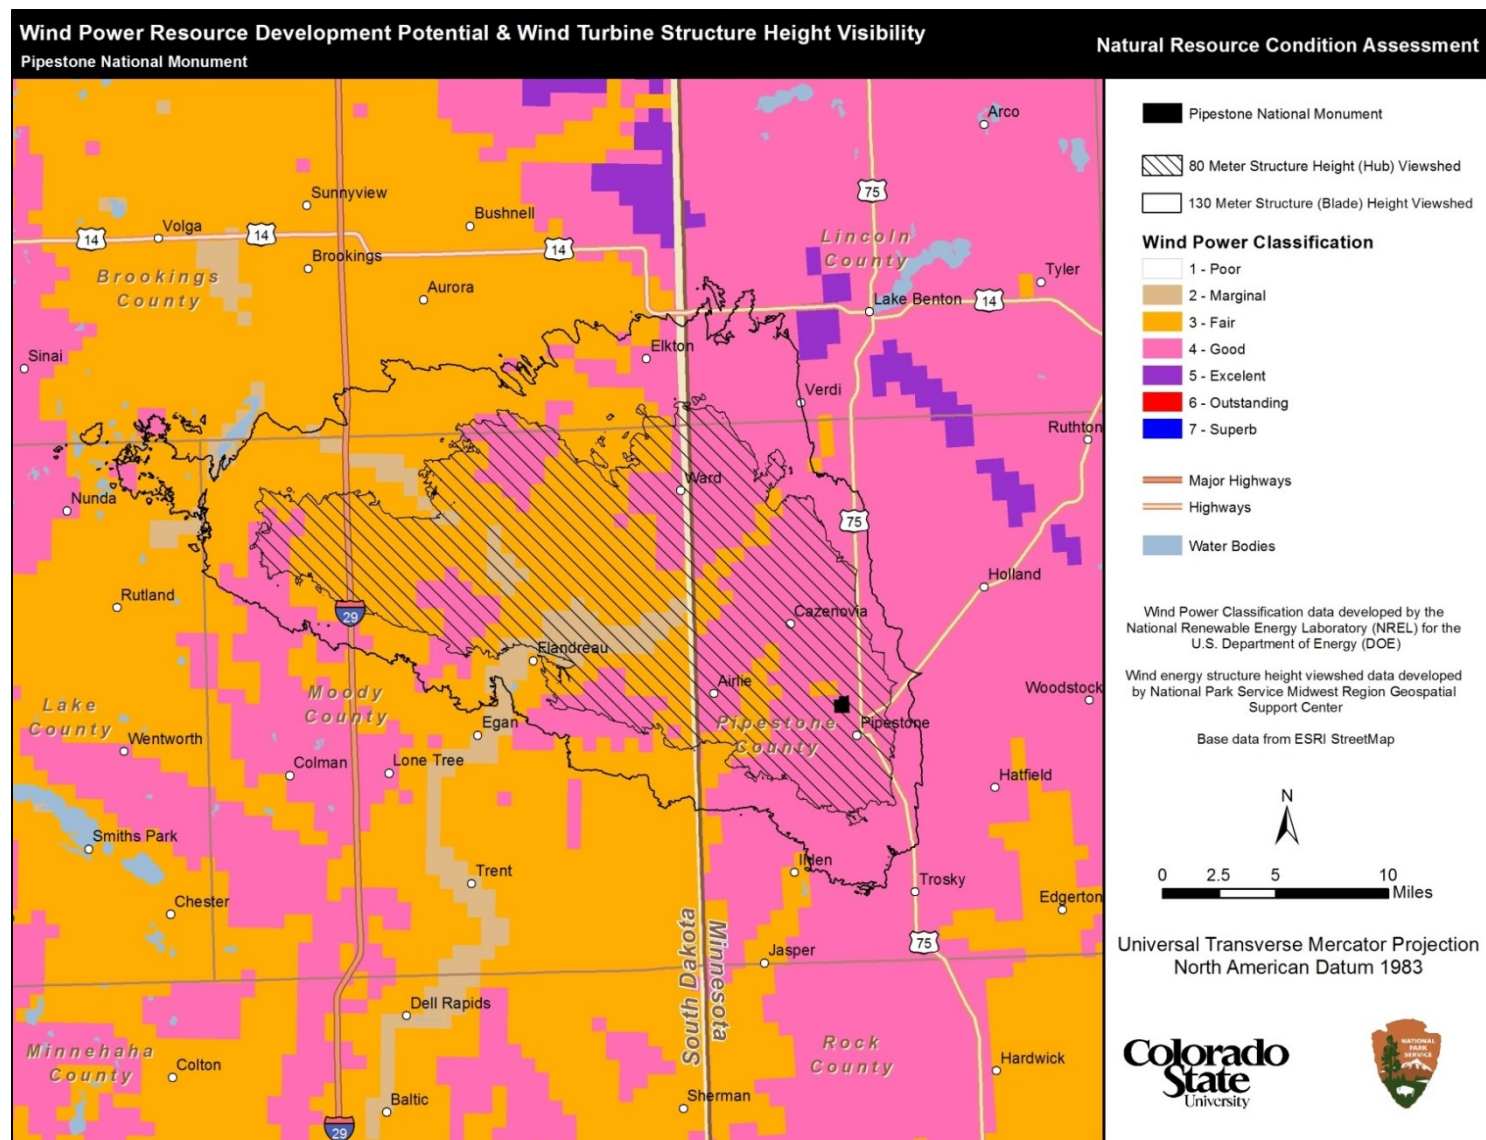 Wind Power Resource Development Potential & Wind Turbine Structure Height Visibility
Pipestone National Monument
Natural Resource Condition Assessment
Arco
75
Sunnyview
Bushnell
Volga
14
14
14
Lincoln
County
Brookings
Brookings
County
Tyler
Aurora
Lake Benton
14
Elkton
Sinai
Verdi
Ruthton
Ward
Nunda
75
Holland
Rutland
29
Cazenovia
Flandreau
Airlie
Woodstock
Moody
County
Lake
County
Egan
Pipestone
County
Pipestone
Wentworth
Colman
Lone Tree
Hatfield
Smiths Park
Trent
Ihlen
Trosky
Chester
Edgerton
South Dakota
Minnesota
75
Jasper
Dell Rapids
Minnehaha
County
Colton
Rock
County
Hardwick
Baltic
Sherman
29
Pipestone National Monument
80 Meter Structure Height (Hub) Viewshed
130 Meter Structure (Blade) Height Viewshed
Wind Power Classification
1 - Poor
2 - Marginal
3 - Fair
4 - Good
5 - Excelent
6 - Outstanding
7 - Superb
Major Highways
Highways
Water Bodies
Wind Power Classification data developed by the
National Renewable Energy Laboratory (NREL) for the
U.S. Department of Energy (DOE)
Wind energy structure height viewshed data developed
by National Park Service Midwest Region Geospatial
Support Center
Base data from ESRI StreetMap
N
0 2.5 5 10
Miles
Universal Transverse Mercator Projection
North American Datum 1983
Colorado
State
University
NATIONAL
PARK
SERVICE